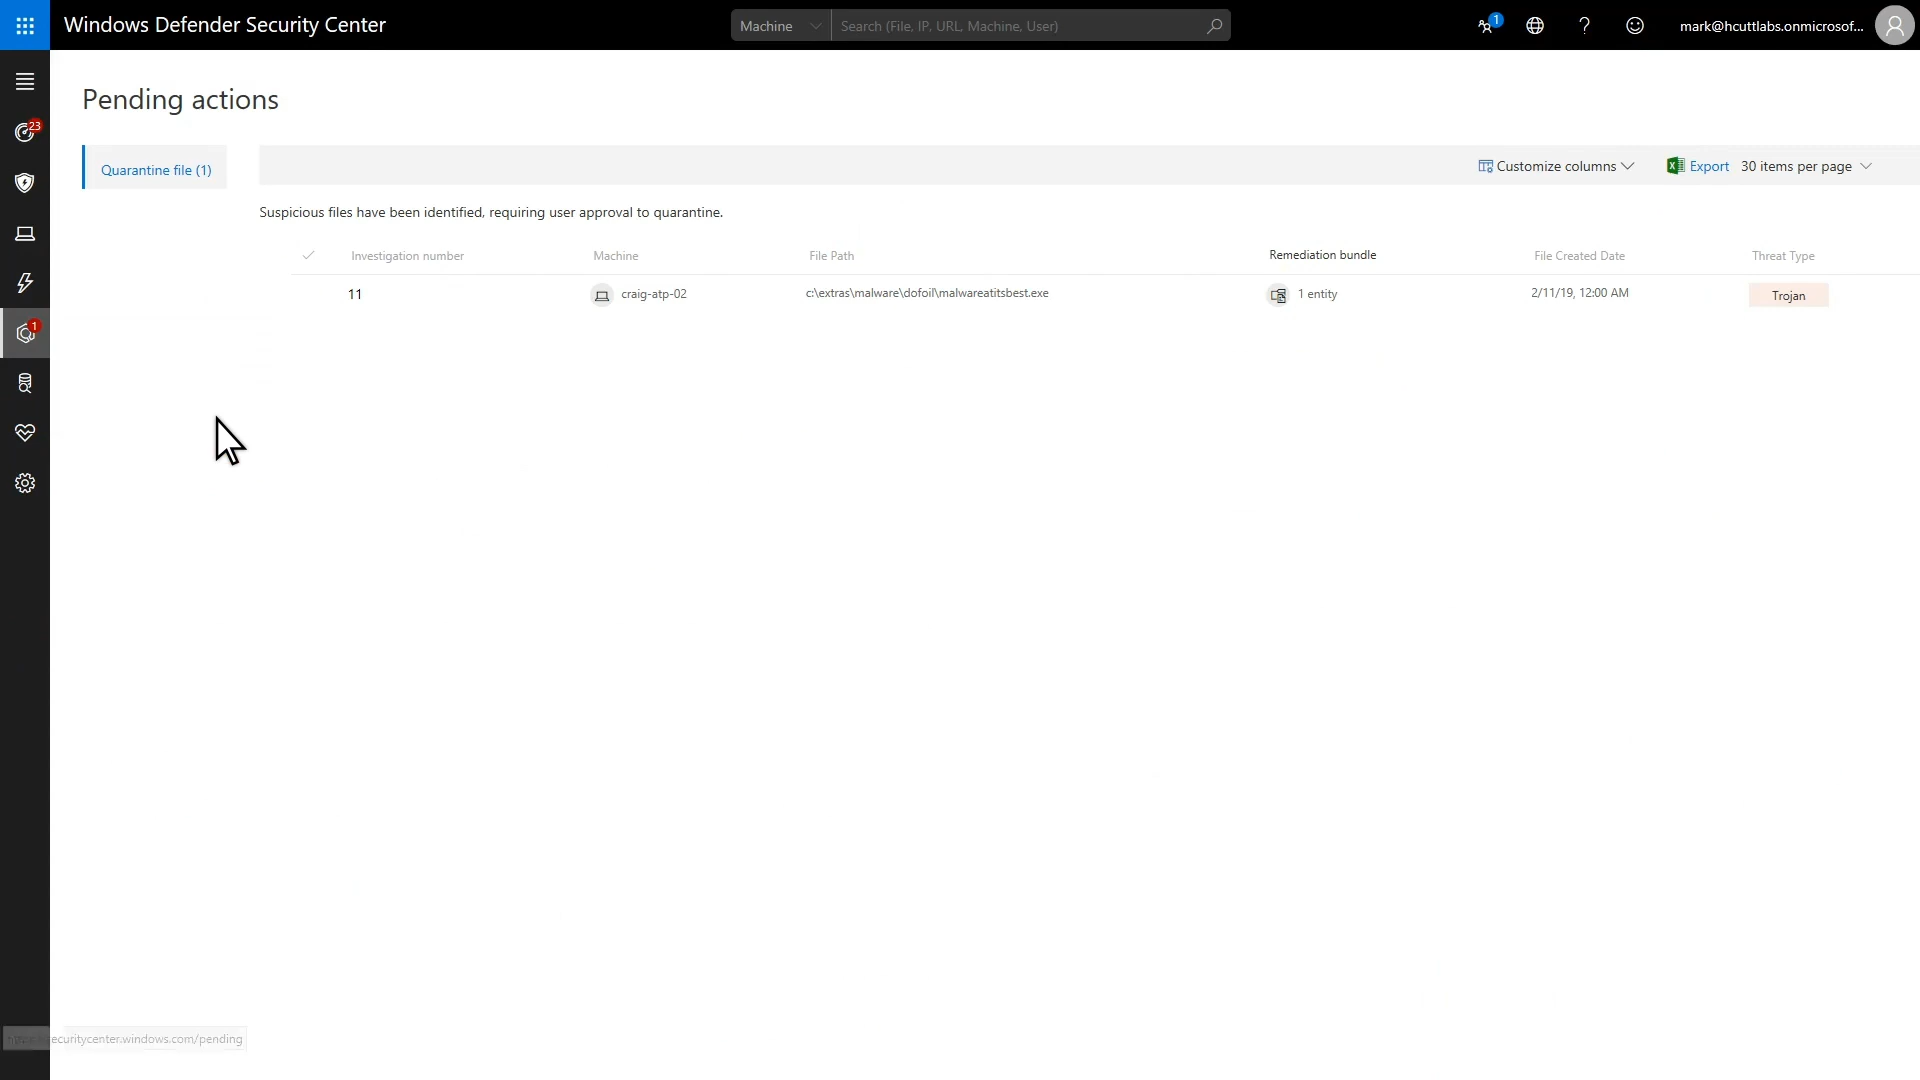 Windows Defender Security Center
Machine
Search (File, IP, URL, Machine, User)
1
mark@hcuttlabs.onmicrosof...
23
1
Pending actions
Quarantine file (1)
Customize columns
Export
30 items per page
Suspicious files have been identified, requiring user approval to quarantine.
Investigation number Machine File Path Remediation bundle File Created Date Threat Type
11 craig-atp-02 c:\extras\malware\dofoil\malwareatitsbest.exe 1 entity 2/11/19, 12:00 AM Trojan
ecuritycenter.windows.com/pending